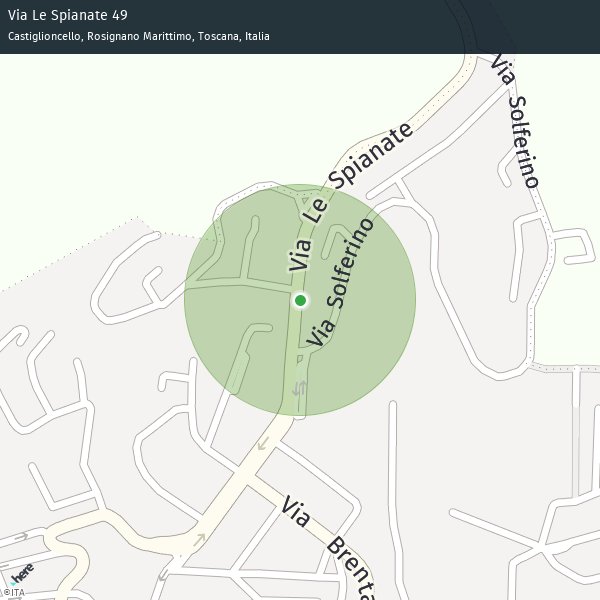 Via Le Spianate 49
Castiglioncello, Rosignano Marittimo, Toscana, Italia
Via Solferino
Via Le Spianate
Via Solferino
Via Brenta
here
©ITA